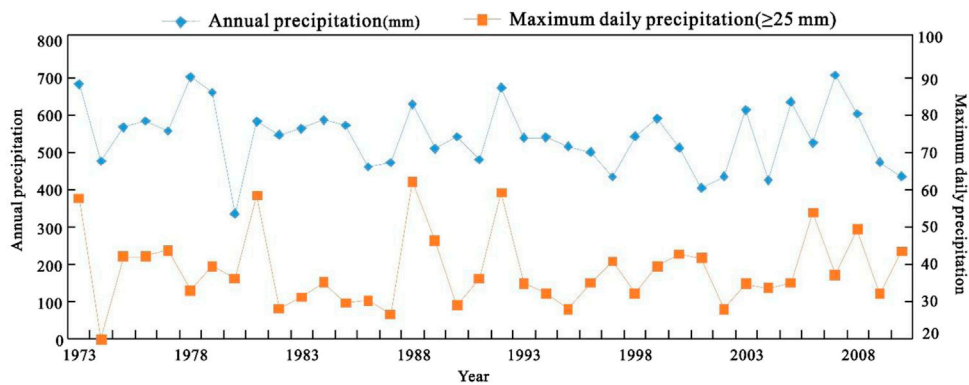 Annual precipitation(mm) Maximum daily precipitation(≥25 mm)
800 100
700 90
600 80
500 70
400 60
300 50
200 40
100 30
0 20
Annual precipitation
Maximum daily precipitation
1973 1978 1983 1988 1993 1998 2003 2008
Year